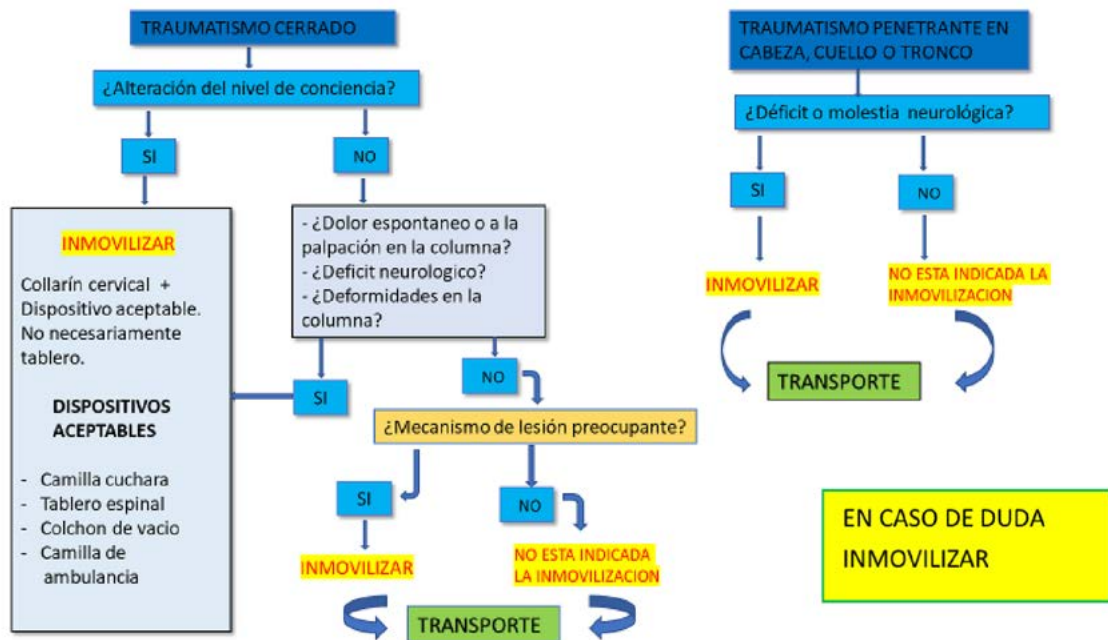 TRAUMATISMO CERRADO
¿Alteración del nivel de conciencia?
SI
NO
INMOVILIZAR
Collarín cervical +
Dispositivo aceptable.
No necesariamente
tablero.
DISPOSITIVOS
ACEPTABLES
- Camilla cuchara
- Tablero espinal
- Colchon de vacio
- Camilla de
ambulancia
- ¿Dolor espontaneo o a la
palpación en la columna?
- ¿Deficit neurologico?
- ¿Deformidades en la
columna?
SI
NO
¿Mecanismo de lesión preocupante?
SI
NO
INMOVILIZAR
NO ESTA INDICADA
LA INMOVILIZACION
TRANSPORTE
TRAUMATISMO PENETRANTE EN
CABEZA, CUELLO O TRONCO
¿Déficit o molestia neurológica?
SI
NO
INMOVILIZAR
NO ESTA INDICADA LA
INMOVILIZACION
TRANSPORTE
EN CASO DE DUDA
INMOVILIZAR